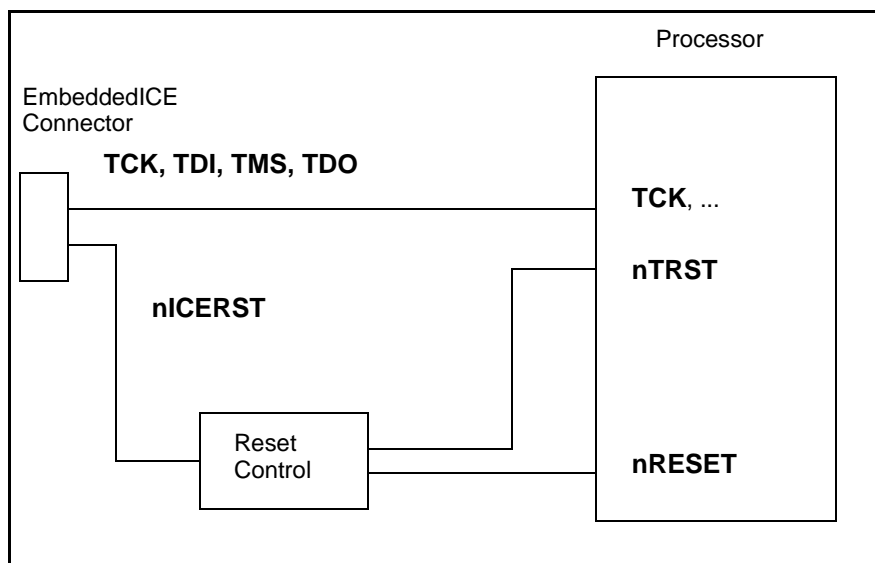 Processor
EmbeddedICE
Connector
TCK, TDI, TMS, TDO
TCK, ...
nTRST
nICERST
Reset
Control
nRESET